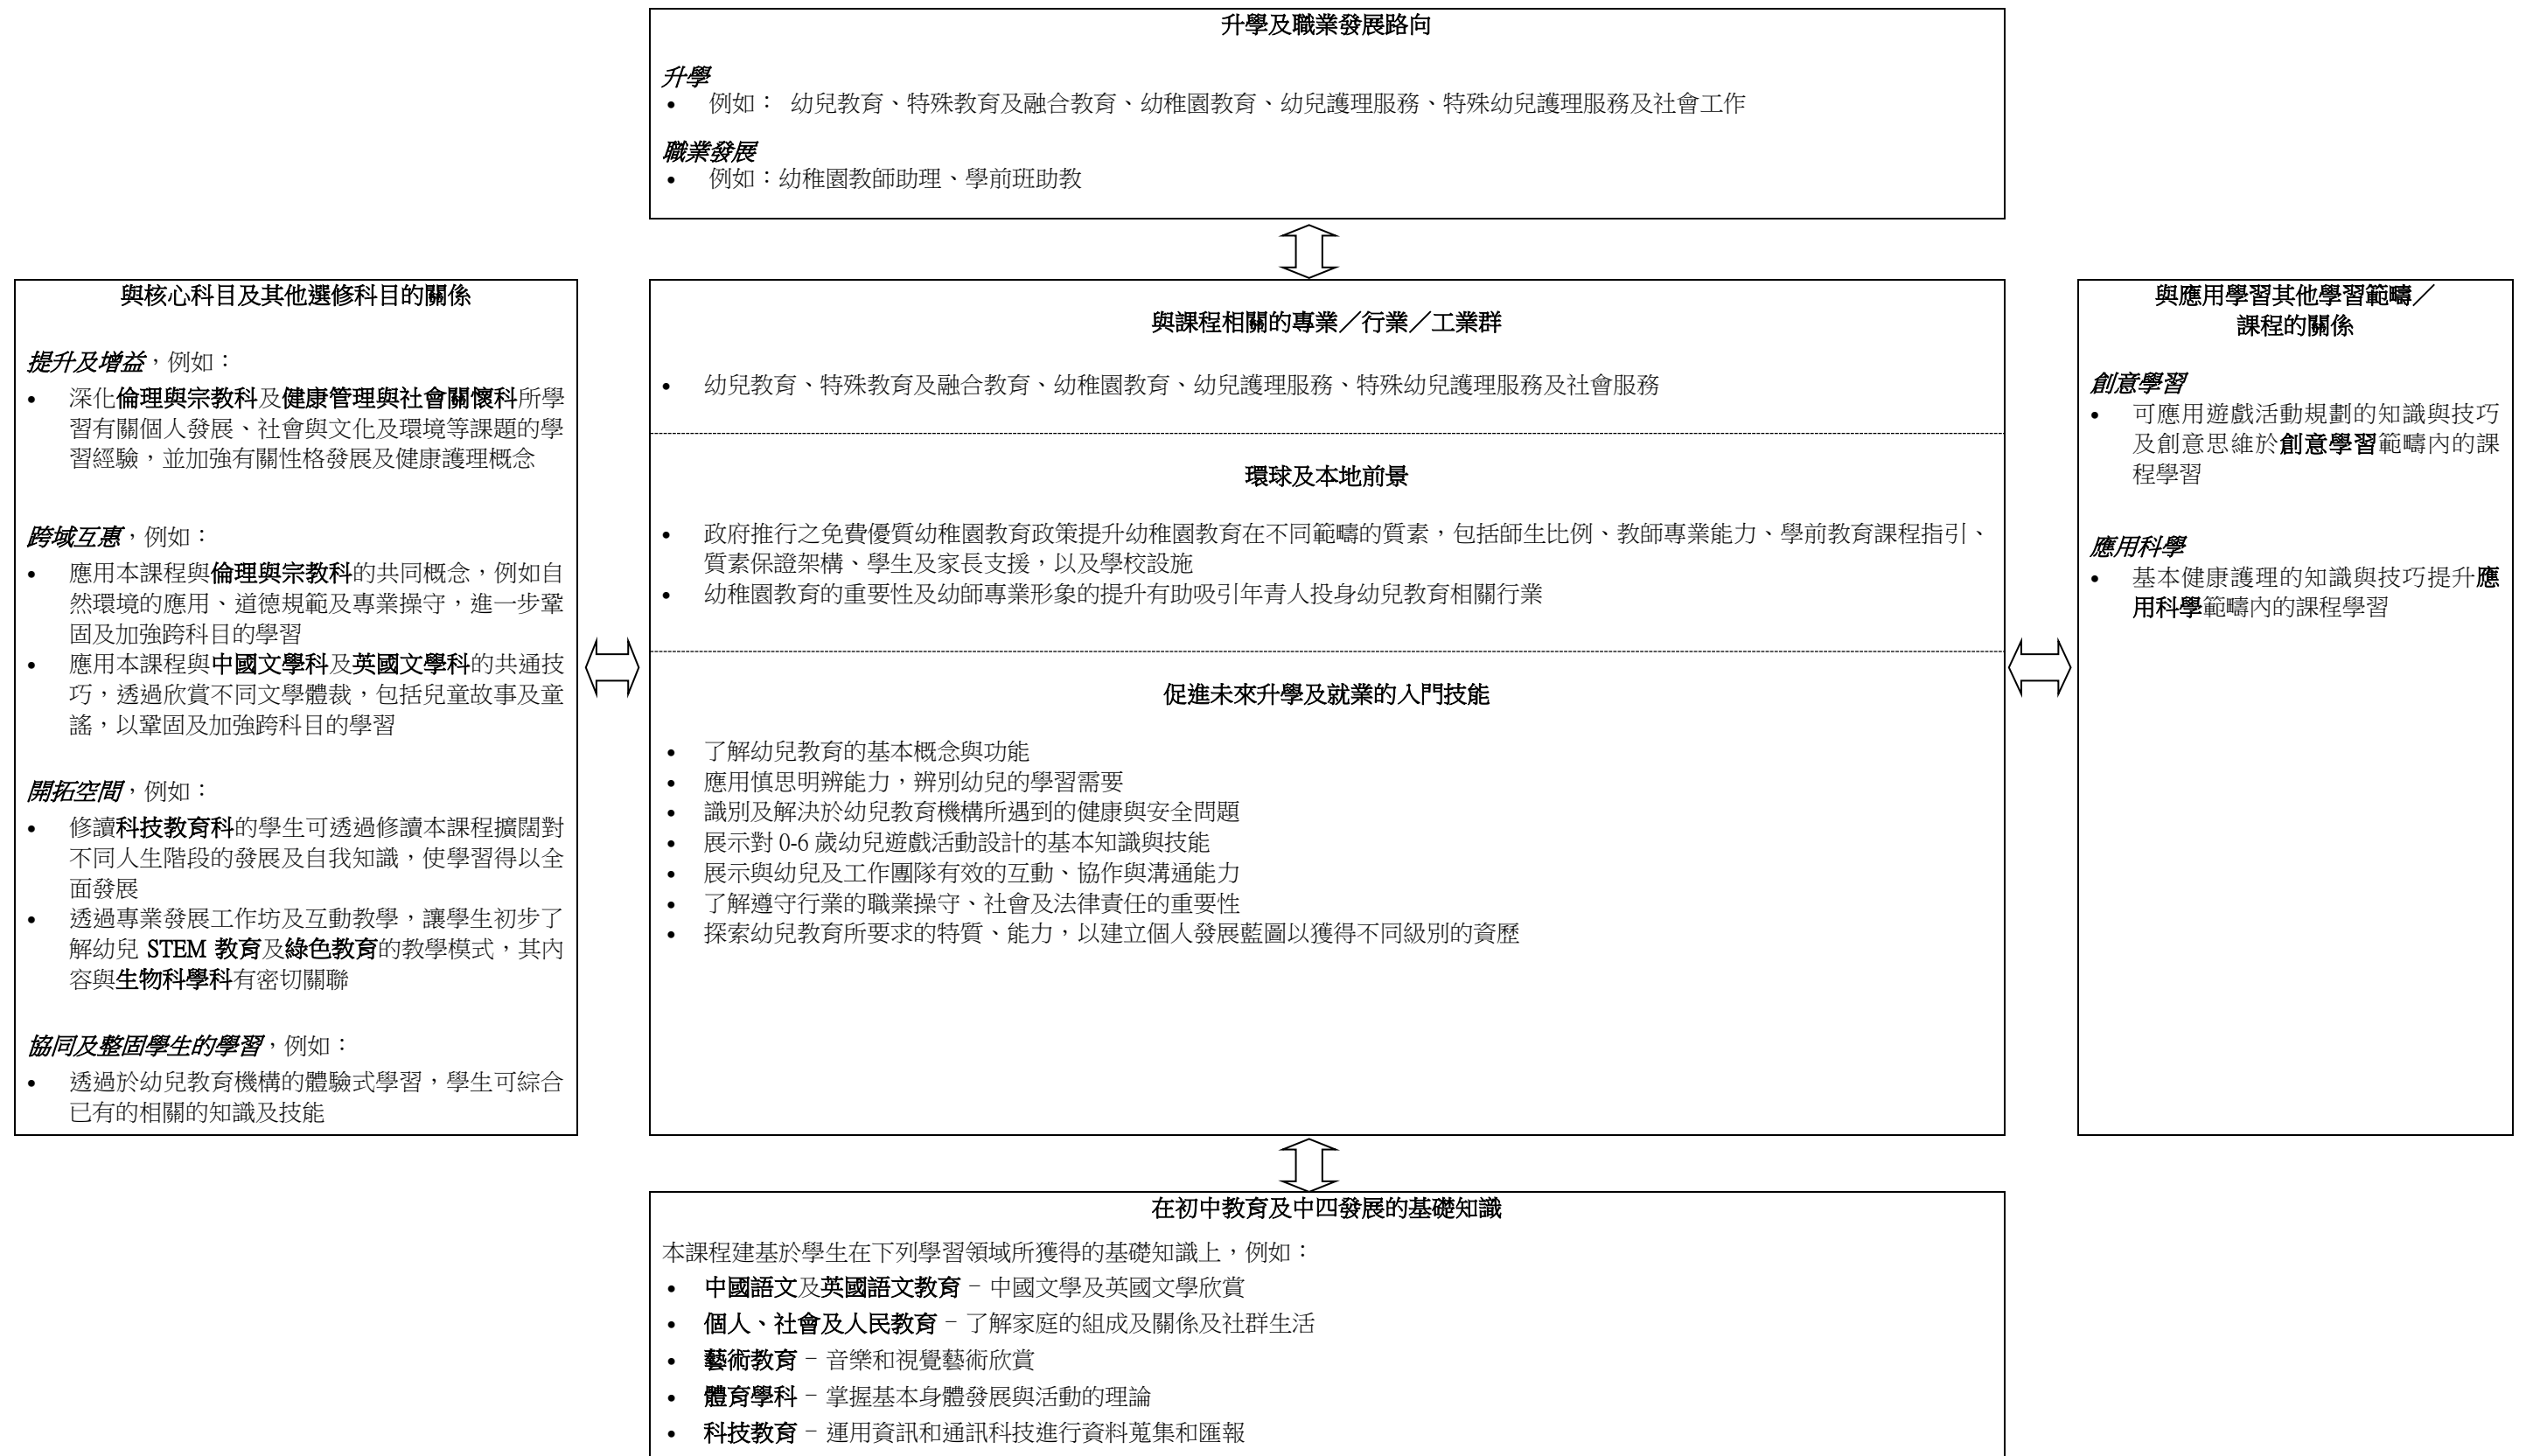 升學及職業發展路向
升學
• 例如： 幼兒教育、特殊教育及融合教育、幼稚園教育、幼兒護理服務、特殊幼兒護理服務及社會工作
職業發展
• 例如：幼稚園教師助理、學前班助教
與核心科目及其他選修科目的關係
提升及增益，例如：
• 深化倫理與宗教科及健康管理與社會關懷科所學
習有關個人發展、社會與文化及環境等課題的學
習經驗，並加強有關性格發展及健康護理概念
跨域互惠，例如：
• 應用本課程與倫理與宗教科的共同概念，例如自
然環境的應用、道德規範及專業操守，進一步鞏
固及加強跨科目的學習
• 應用本課程與中國文學科及英國文學科的共通技
巧，透過欣賞不同文學體裁，包括兒童故事及童
謠，以鞏固及加強跨科目的學習
開拓空間，例如：
• 修讀科技教育科的學生可透過修讀本課程擴闊對
不同人生階段的發展及自我知識，使學習得以全
面發展
• 透過專業發展工作坊及互動教學，讓學生初步了
解幼兒 STEM 教育及綠色教育的教學模式，其內
容與生物科學科有密切關聯
協同及整固學生的學習，例如：
• 透過於幼兒教育機構的體驗式學習，學生可綜合
已有的相關的知識及技能
與課程相關的專業／行業／工業群
• 幼兒教育、特殊教育及融合教育、幼稚園教育、幼兒護理服務、特殊幼兒護理服務及社會服務
環球及本地前景
• 政府推行之免費優質幼稚園教育政策提升幼稚園教育在不同範疇的質素，包括師生比例、教師專業能力、學前教育課程指引、
質素保證架構、學生及家長支援，以及學校設施
• 幼稚園教育的重要性及幼師專業形象的提升有助吸引年青人投身幼兒教育相關行業
促進未來升學及就業的入門技能
• 了解幼兒教育的基本概念與功能
• 應用慎思明辨能力，辨別幼兒的學習需要
• 識別及解決於幼兒教育機構所遇到的健康與安全問題
• 展示對 0-6 歲幼兒遊戲活動設計的基本知識與技能
• 展示與幼兒及工作團隊有效的互動、協作與溝通能力
• 了解遵守行業的職業操守、社會及法律責任的重要性
• 探索幼兒教育所要求的特質、能力，以建立個人發展藍圖以獲得不同級別的資歷
與應用學習其他學習範疇／
課程的關係
創意學習
• 可應用遊戲活動規劃的知識與技巧
及創意思維於創意學習範疇內的課
程學習
應用科學
• 基本健康護理的知識與技巧提升應
用科學範疇內的課程學習
在初中教育及中四發展的基礎知識
本課程建基於學生在下列學習領域所獲得的基礎知識上，例如：
• 中國語文及英國語文教育 – 中國文學及英國文學欣賞
• 個人、社會及人民教育 – 了解家庭的組成及關係及社群生活
• 藝術教育 – 音樂和視覺藝術欣賞
• 體育學科 – 掌握基本身體發展與活動的理論
• 科技教育 – 運用資訊和通訊科技進行資料蒐集和匯報